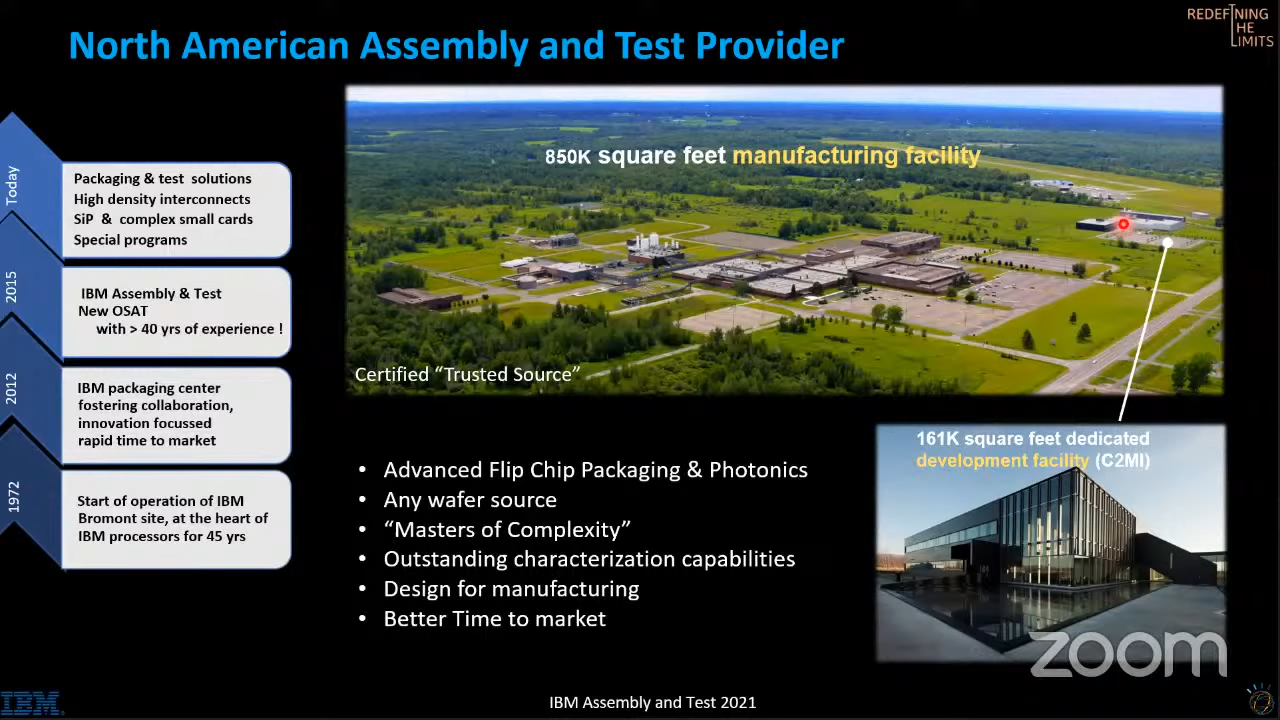 North American Assembly and Test Provider
REDEFINING
THE
LIMITS
Today
Packaging & test solutions
High density interconnects
SiP & complex small cards
Special programs
2015
IBM Assembly & Test
New OSAT
with > 40 yrs of experience !
2012
IBM packaging center
fostering collaboration,
innovation focussed
rapid time to market
1972
Start of operation of IBM
Bromont site, at the heart of
IBM processors for 45 yrs
850K square feet manufacturing facility
Certified “Trusted Source”
• Advanced Flip Chip Packaging & Photonics
• Any wafer source
• “Masters of Complexity”
• Outstanding characterization capabilities
• Design for manufacturing
• Better Time to market
161K square feet dedicated
development facility (C2MI)
zoom
IBM
IBM Assembly and Test 2021